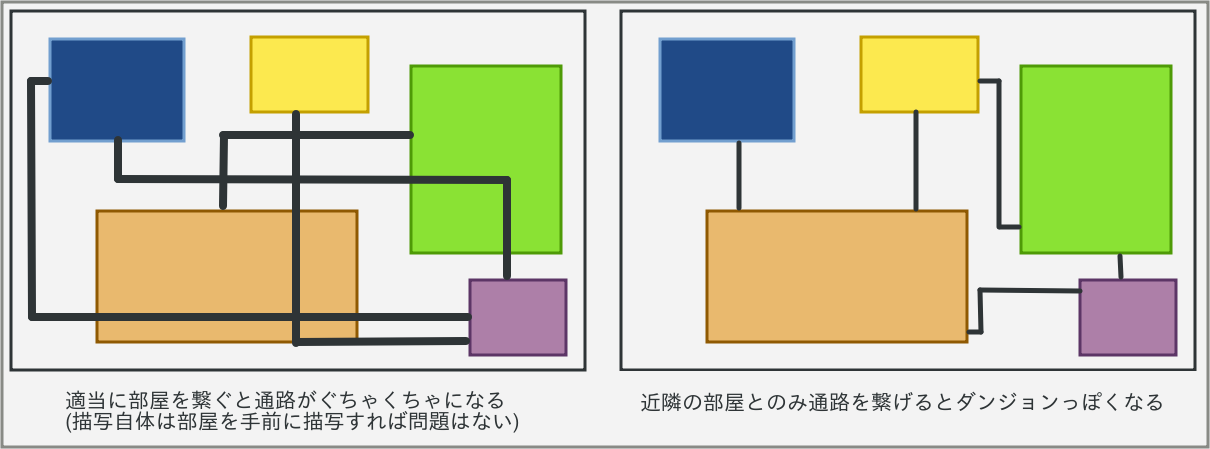 適当に部屋を繋ぐと通路がぐちゃくちゃになる
(描写自体は部屋を手前に描写すれば問題はない)
近隣の部屋とのみ通路を繋げるとダンジョンっぽくなる